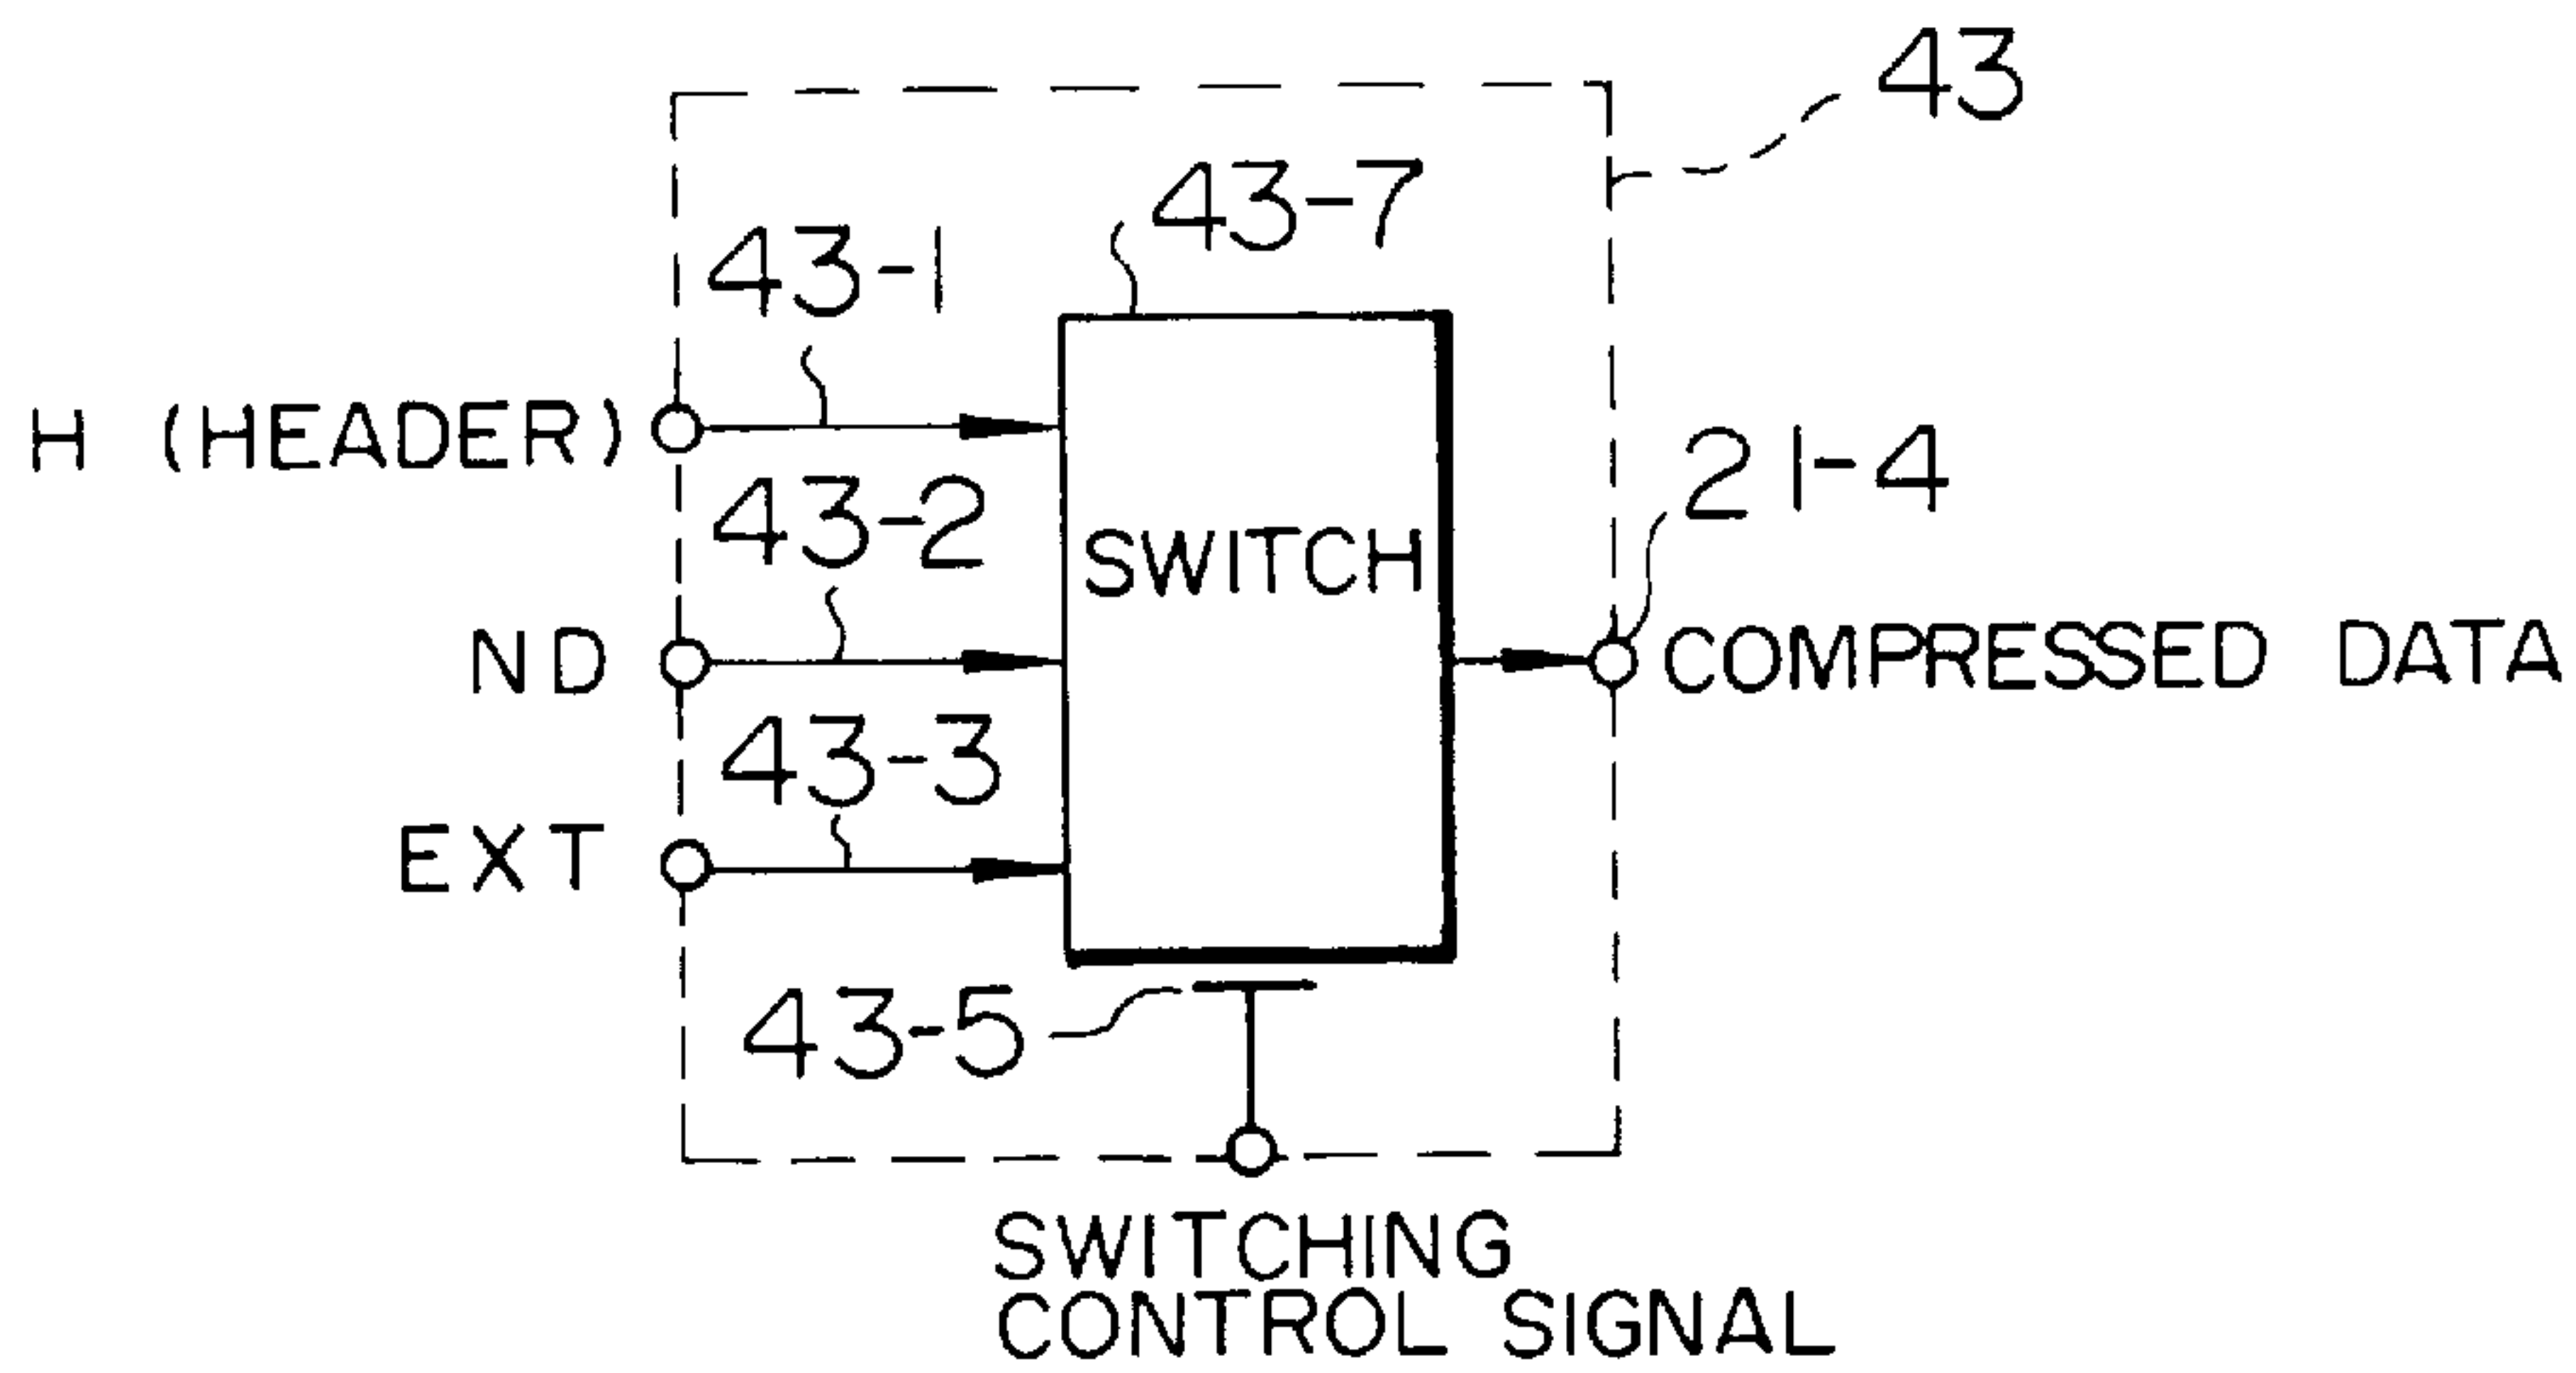 43
43-7
43-1
H (HEADER)
21-4
43-2
SWITCH
ND
COMPRESSED DATA
43-3
EXT
43-5
SWITCHING
CONTROL SIGNAL